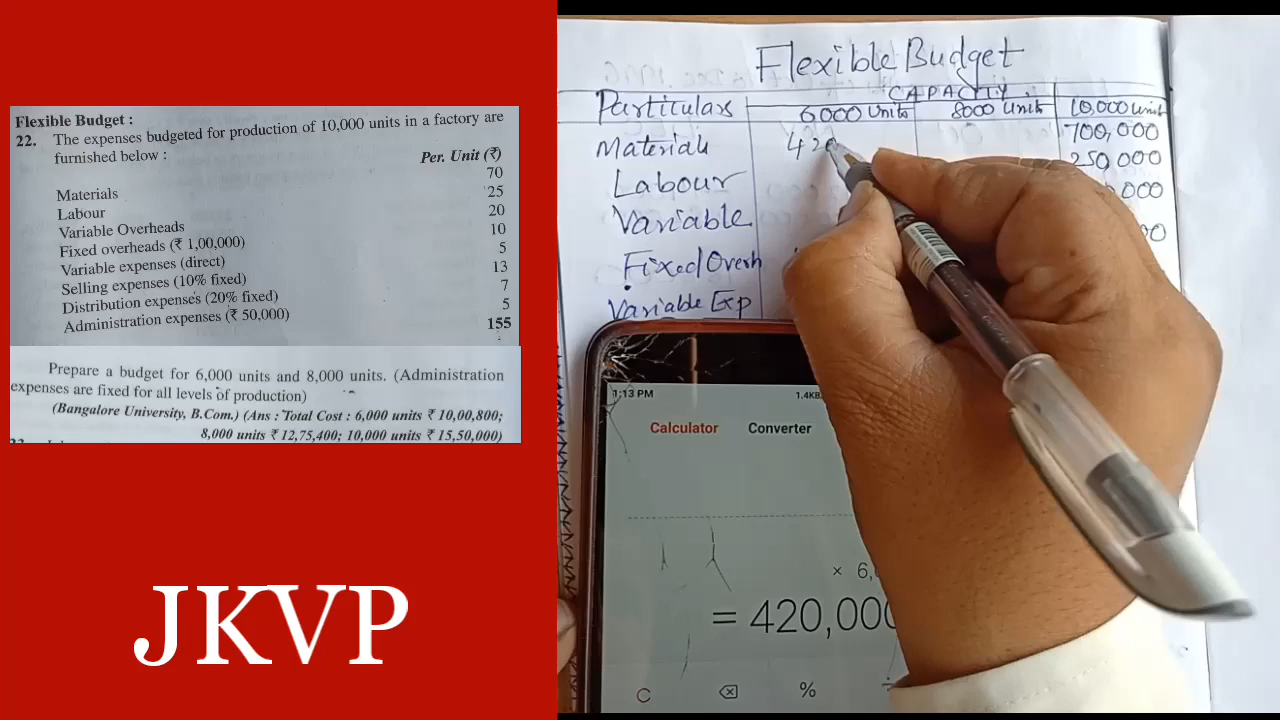 Flexible Budget :
22. The expenses budgeted for production of 10,000 units in a factory are
furnished below :
Per. Unit (₹)
Materials 70
Labour 25
Variable Overheads 20
Fixed overheads (₹ 1,00,000) 10
Variable expenses (direct) 5
Selling expenses (10% fixed) 13
Distribution expenses (20% fixed) 7
Administration expenses (₹ 50,000) 5
155
Prepare a budget for 6,000 units and 8,000 units. (Administration
expenses are fixed for all levels of production)
(Bangalore University, B.Com.) (Ans : Total Cost : 6,000 units ₹ 10,00,800;
8,000 units ₹ 12,75,400; 10,000 units ₹ 15,50,000)
JKVP
Flexible Budget
CAPACITY
Particulars 6,000 Units 8000 Units 10,000 Unit
Materials 420 700,000
Labour 250,000
Variable
Fixed Overh
Variable Exp
1:13 PM 1.4KB
Calculator Converter
× 6,
= 420,000
C %